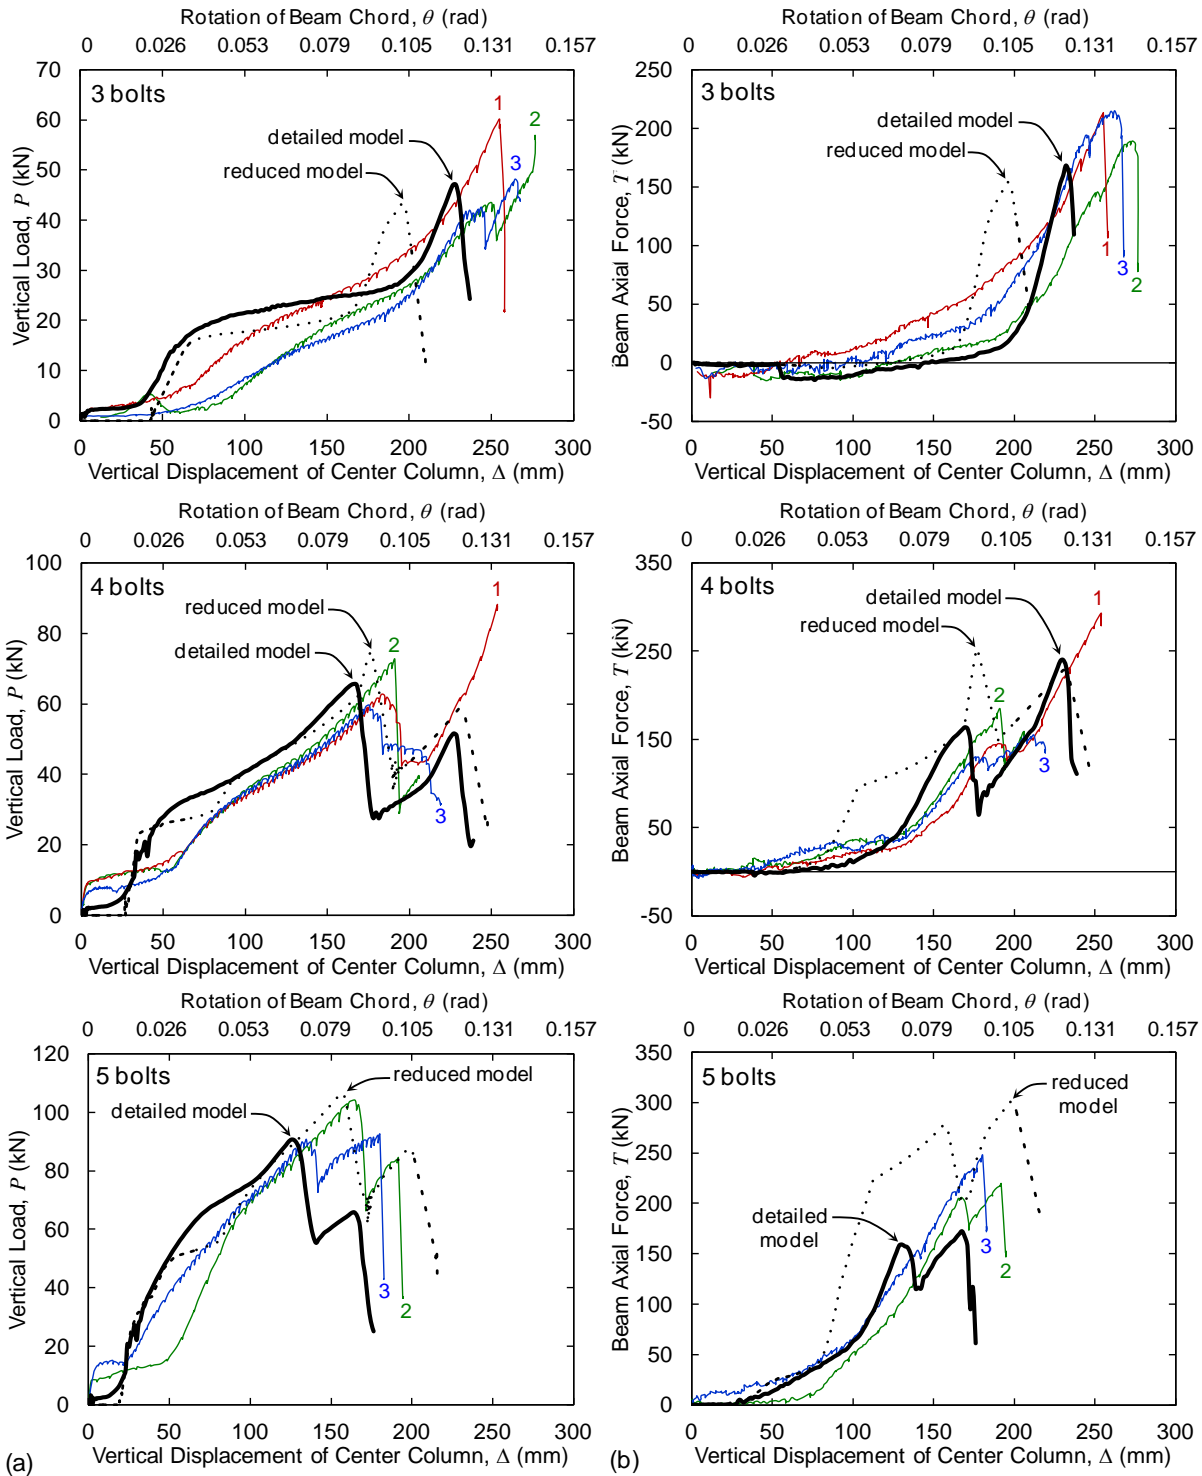 Rotation of Beam Chord, θ (rad)
0 0.026 0.053 0.079 0.105 0.131 0.157
70
60
50
40
30
20
10
0
Vertical Load, P (kN)
3 bolts
detailed model
reduced model
1
2
3
0 50 100 150 200 250 300
Vertical Displacement of Center Column, Δ (mm)
Rotation of Beam Chord, θ (rad)
0 0.026 0.053 0.079 0.105 0.131 0.157
250
200
150
100
50
0
-50
Beam Axial Force, T (kN)
3 bolts
detailed model
reduced model
1
3
2
0 50 100 150 200 250 300
Vertical Displacement of Center Column, Δ (mm)
Rotation of Beam Chord, θ (rad)
0 0.026 0.053 0.079 0.105 0.131 0.157
100
80
60
40
20
0
Vertical Load, P (kN)
4 bolts
reduced model
detailed model
1
2
3
0 50 100 150 200 250 300
Vertical Displacement of Center Column, Δ (mm)
Rotation of Beam Chord, θ (rad)
0 0.026 0.053 0.079 0.105 0.131 0.157
350
250
150
50
-50
Beam Axial Force, T (kN)
4 bolts
detailed model
reduced model
1
2
3
0 50 100 150 200 250 300
Vertical Displacement of Center Column, Δ (mm)
Rotation of Beam Chord, θ (rad)
0 0.026 0.053 0.079 0.105 0.131 0.157
120
100
80
60
40
20
0
Vertical Load, P (kN)
5 bolts
reduced model
detailed model
3
2
0 50 100 150 200 250 300
Vertical Displacement of Center Column, Δ (mm)
(a)
Rotation of Beam Chord, θ (rad)
0 0.026 0.053 0.079 0.105 0.131 0.157
350
300
250
200
150
100
50
0
Beam Axial Force, T (kN)
5 bolts
reduced
model
detailed
model
3
2
0 50 100 150 200 250 300
Vertical Displacement of Center Column, Δ (mm)
(b)